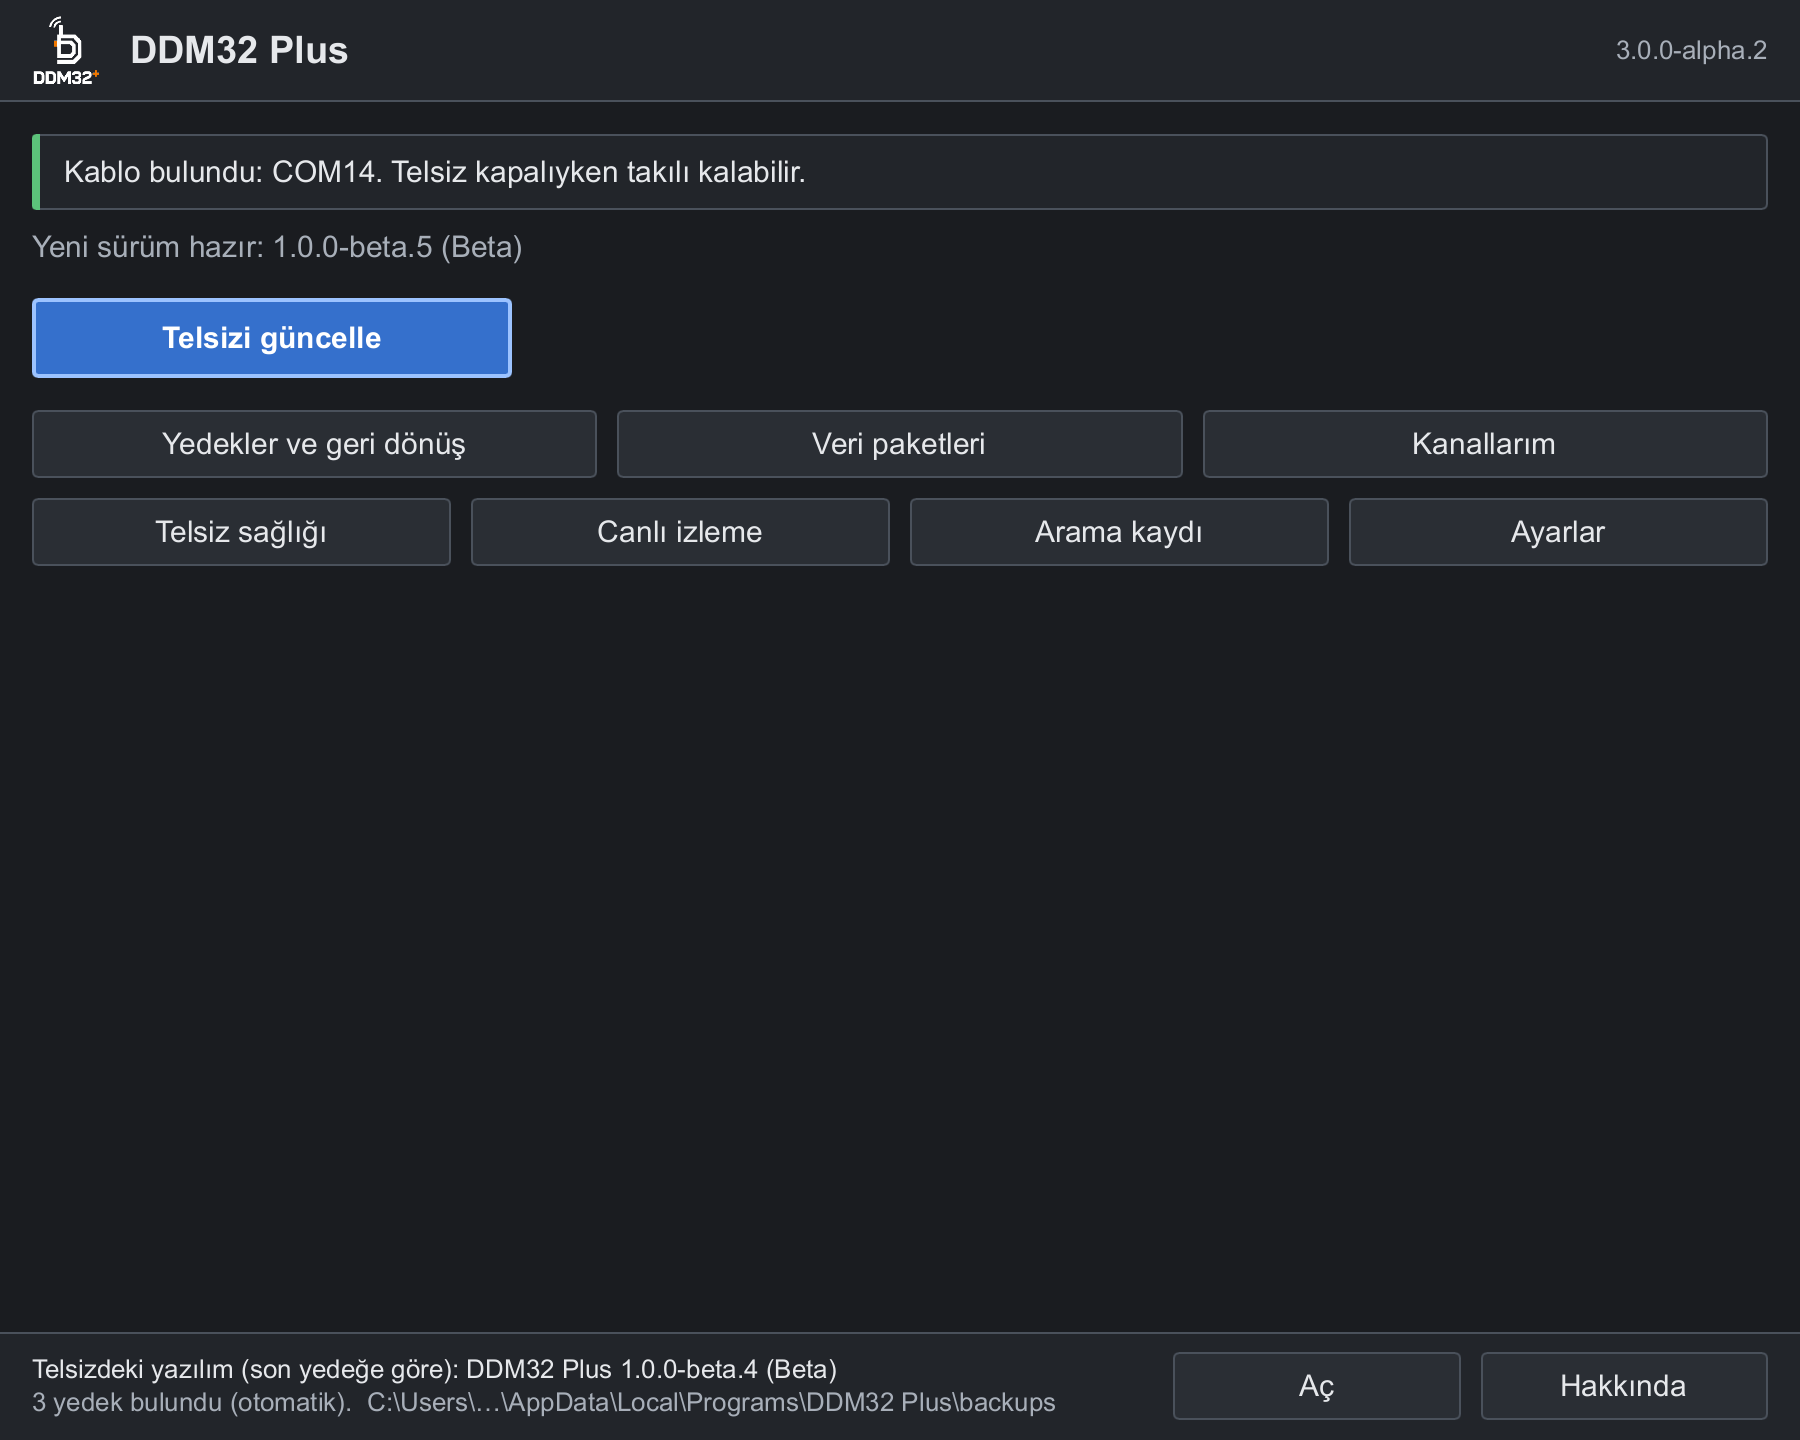 DDM32+
DDM32 Plus
3.0.0-alpha.2
Kablo bulundu: COM14. Telsiz kapalıyken takılı kalabilir.
Yeni sürüm hazır: 1.0.0-beta.5 (Beta)
Telsizi güncelle
Yedekler ve geri dönüş
Veri paketleri
Kanallarım
Telsiz sağlığı
Canlı izleme
Arama kaydı
Ayarlar
Telsizdeki yazılım (son yedeğe göre): DDM32 Plus 1.0.0-beta.4 (Beta)
3 yedek bulundu (otomatik).  C:\Users\…\AppData\Local\Programs\DDM32 Plus\backups
Aç
Hakkında